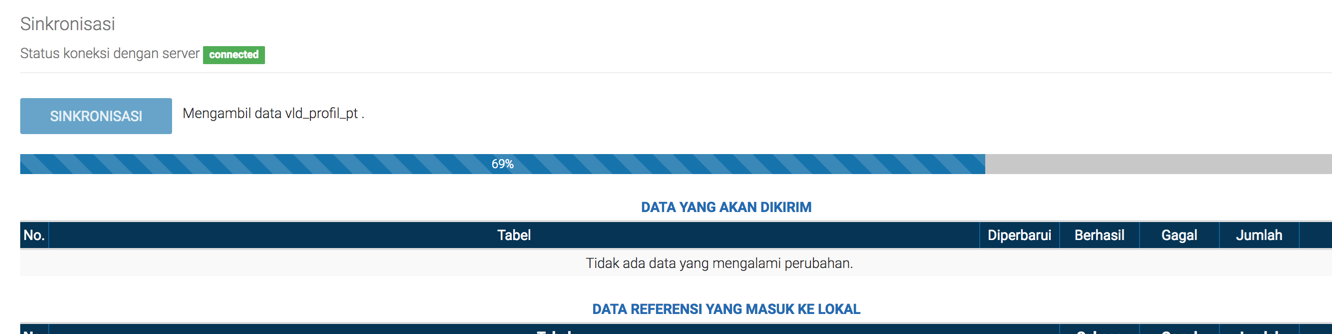 Sinkronisasi
Status koneksi dengan server connected
SINKRONISASI Mengambil data vld_profil_pt .
69%
DATA YANG AKAN DIKIRIM
No. Tabel Diperbarui Berhasil Gagal Jumlah
Tidak ada data yang mengalami perubahan.
DATA REFERENSI YANG MASUK KE LOKAL